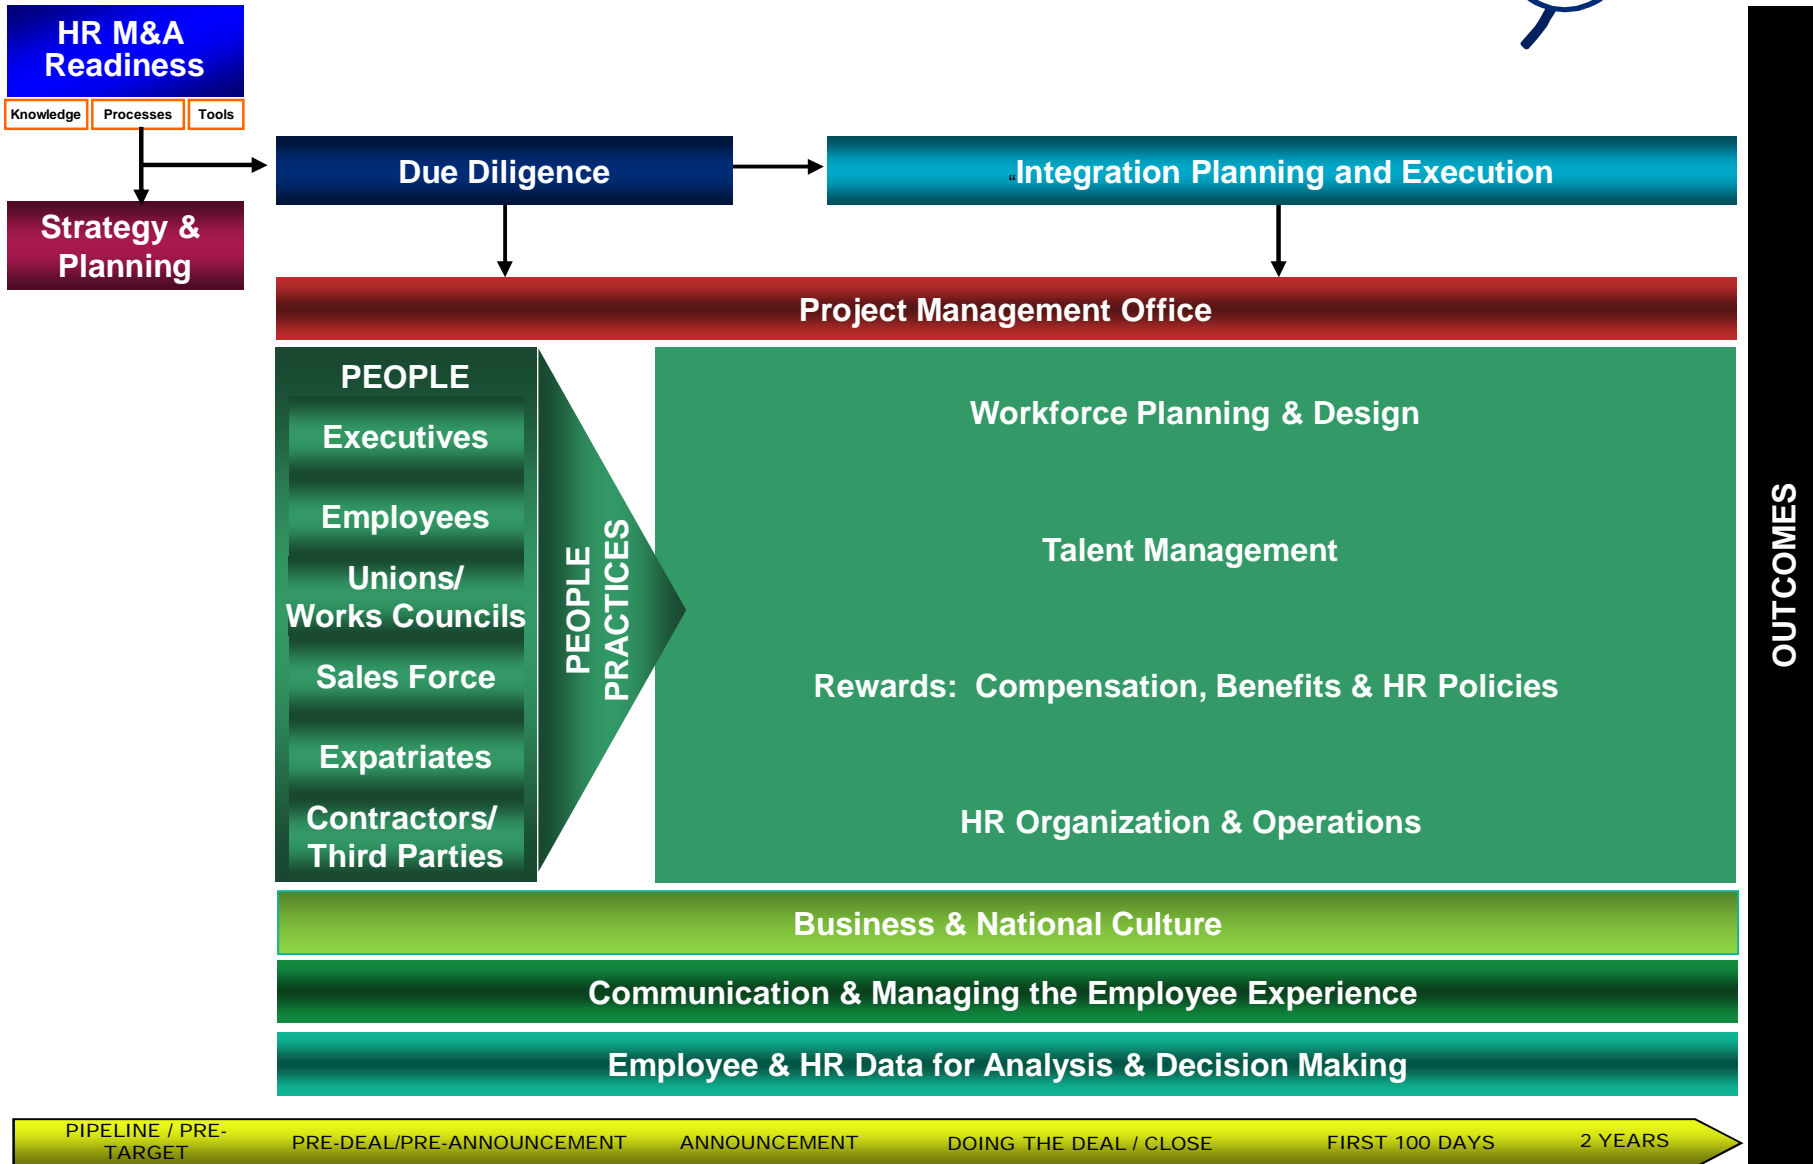 HR M&A
Readiness
Knowledge
Processes
Tools
Due Diligence
“Integration Planning and Execution
Strategy &
Planning
Project Management Office
PEOPLE
Executives
Employees
Unions/
Works Councils
Sales Force
Expatriates
Contractors/
Third Parties
PEOPLE
PRACTICES
Workforce Planning & Design
Talent Management
Rewards: Compensation, Benefits & HR Policies
HR Organization & Operations
Business & National Culture
Communication & Managing the Employee Experience
Employee & HR Data for Analysis & Decision Making
OUTCOMES
PIPELINE / PRE-
TARGET
PRE-DEAL/PRE-ANNOUNCEMENT
ANNOUNCEMENT
DOING THE DEAL / CLOSE
FIRST 100 DAYS
2 YEARS